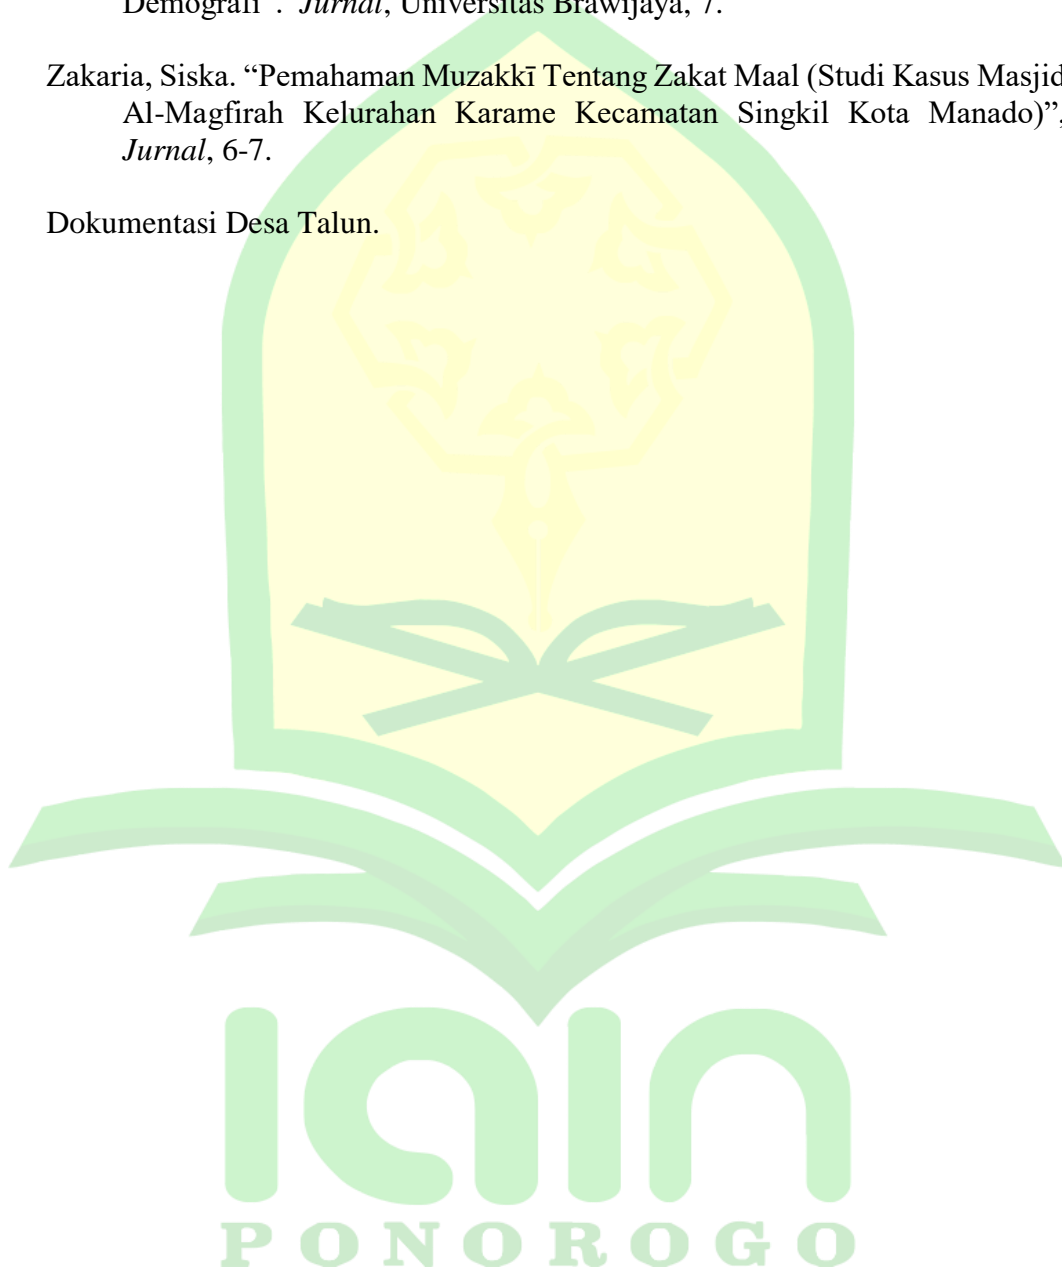 Demografi”. Jurnal, Universitas Brawijaya, 7.
Zakaria, Siska. “Pemahaman Muzakkī Tentang Zakat Maal (Studi Kasus Masjid
Al-Magfirah Kelurahan Karame Kecamatan Singkil Kota Manado)”,
Jurnal, 6-7.
Dokumentasi Desa Talun.
IAIN
PONOROGO